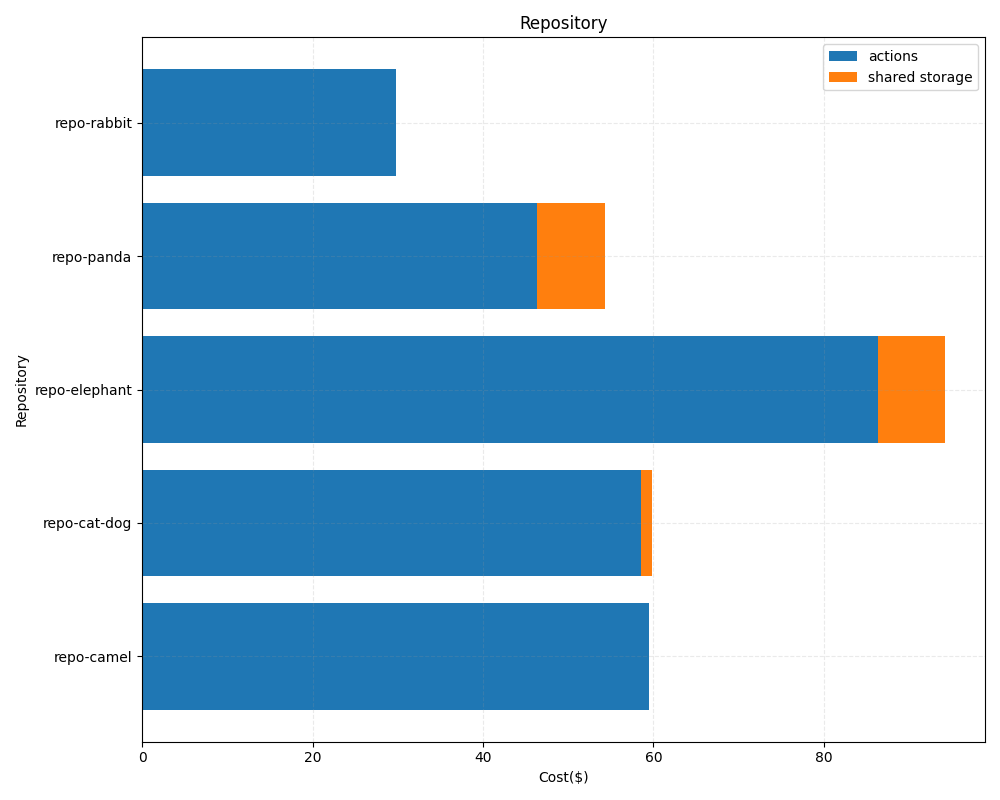 Repository
actions
shared storage
repo-rabbit
repo-panda
repo-elephant
repo-cat-dog
repo-camel
Repository
0 20 40 60 80
Cost($)